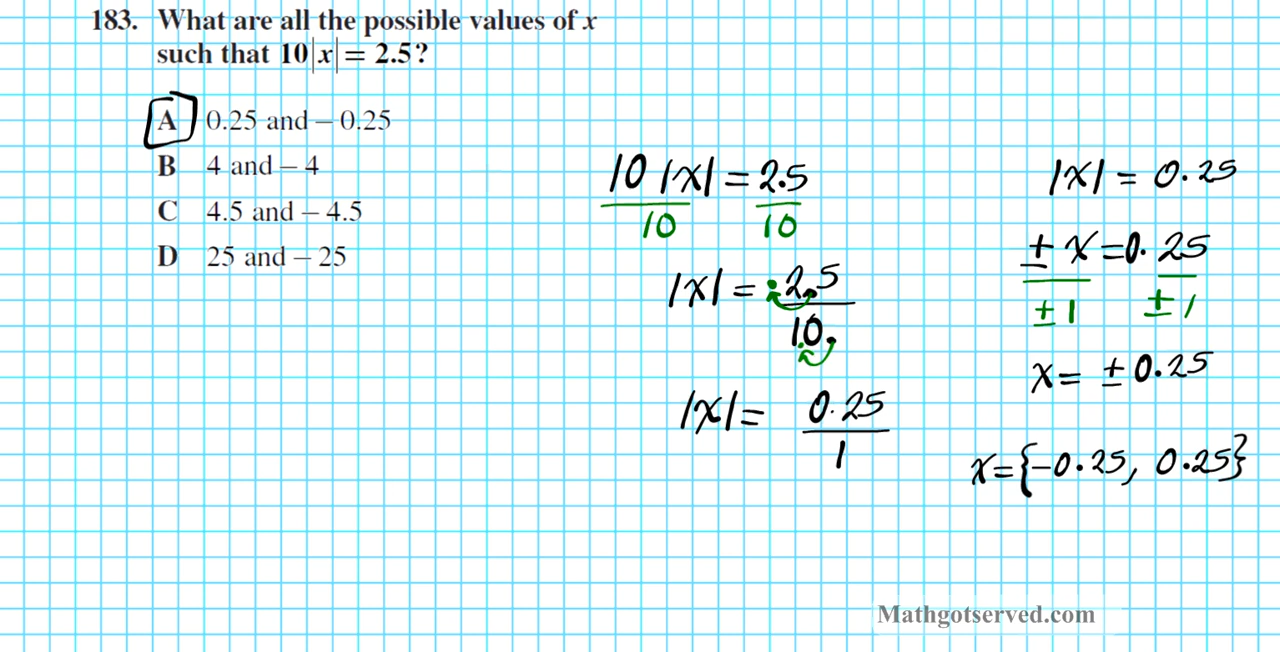 183. What are all the possible values of x
such that 10|x| = 2.5?
A 0.25 and – 0.25
B 4 and – 4
C 4.5 and – 4.5
D 25 and – 25
10 |x| = 2.5
10 10
|x| = .2.5
10.
|x| = 0.25
1
|x| = 0.25
± x = 0.25
±1 ±1
x = ± 0.25
x = {-0.25, 0.25}
Mathgotserved.com